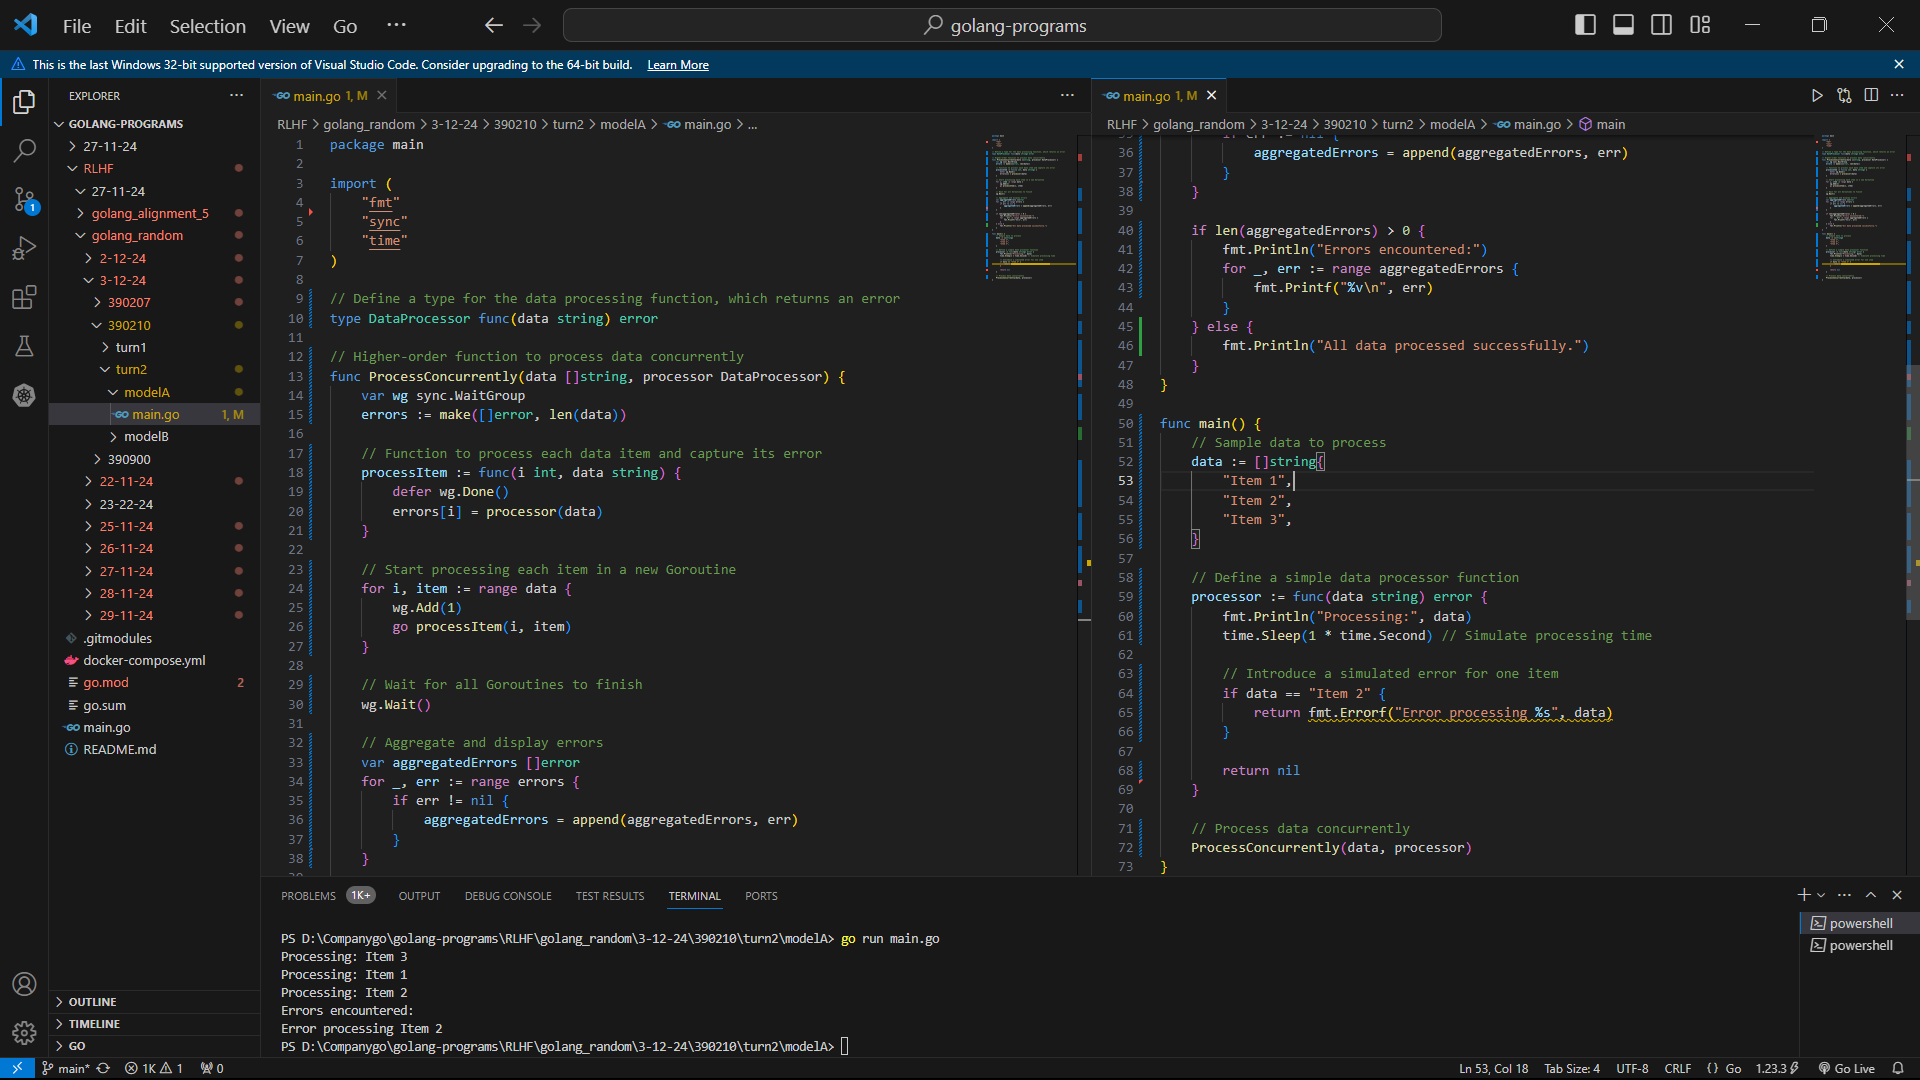 File Edit Selection View Go ··· golang-programs
This is the last Windows 32-bit supported version of Visual Studio Code. Consider upgrading to the 64-bit build. Learn More
EXPLORER
GOLANG-PROGRAMS
27-11-24
RLHF
27-11-24
golang_alignment_5
golang_random
2-12-24
3-12-24
390207
390210
turn1
turn2
modelA
main.go 1, M
modelB
390900
22-11-24
23-22-24
25-11-24
26-11-24
27-11-24
28-11-24
29-11-24
.gitmodules
docker-compose.yml
go.mod 2
go.sum
main.go
README.md
OUTLINE
TIMELINE
GO
main.go 1, M
RLHF > golang_random > 3-12-24 > 390210 > turn2 > modelA > main.go > ...
1 package main
2
3 import (
4 "fmt"
5 "sync"
6 "time"
7 )
8
9 // Define a type for the data processing function, which returns an error
10 type DataProcessor func(data string) error
11
12 // Higher-order function to process data concurrently
13 func ProcessConcurrently(data []string, processor DataProcessor) {
14 var wg sync.WaitGroup
15 errors := make([]error, len(data))
16
17 // Function to process each data item and capture its error
18 processItem := func(i int, data string) {
19 defer wg.Done()
20 errors[i] = processor(data)
21 }
22
23 // Start processing each item in a new Goroutine
24 for i, item := range data {
25 wg.Add(1)
26 go processItem(i, item)
27 }
28
29 // Wait for all Goroutines to finish
30 wg.Wait()
31
32 // Aggregate and display errors
33 var aggregatedErrors []error
34 for _, err := range errors {
35 if err != nil {
36 aggregatedErrors = append(aggregatedErrors, err)
37 }
38 }
main.go 1, M
RLHF > golang_random > 3-12-24 > 390210 > turn2 > modelA > main.go > main
36 aggregatedErrors = append(aggregatedErrors, err)
37 }
38 }
39
40 if len(aggregatedErrors) > 0 {
41 fmt.Println("Errors encountered:")
42 for _, err := range aggregatedErrors {
43 fmt.Printf("%v\n", err)
44 }
45 } else {
46 fmt.Println("All data processed successfully.")
47 }
48 }
49
50 func main() {
51 // Sample data to process
52 data := []string{
53 "Item 1",
54 "Item 2",
55 "Item 3",
56 }
57
58 // Define a simple data processor function
59 processor := func(data string) error {
60 fmt.Println("Processing:", data)
61 time.Sleep(1 * time.Second) // Simulate processing time
62
63 // Introduce a simulated error for one item
64 if data == "Item 2" {
65 return fmt.Errorf("Error processing %s", data)
66 }
67
68 return nil
69 }
70
71 // Process data concurrently
72 ProcessConcurrently(data, processor)
73 }
PROBLEMS 1K+ OUTPUT DEBUG CONSOLE TEST RESULTS TERMINAL PORTS
PS D:\Companygo\golang-programs\RLHF\golang_random\3-12-24\390210\turn2\modelA> go run main.go
Processing: Item 3
Processing: Item 1
Processing: Item 2
Errors encountered:
Error processing Item 2
PS D:\Companygo\golang-programs\RLHF\golang_random\3-12-24\390210\turn2\modelA>
powershell
powershell
main* 1K 1 0 Ln 53, Col 18 Tab Size: 4 UTF-8 CRLF {} Go 1.23.3 Go Live